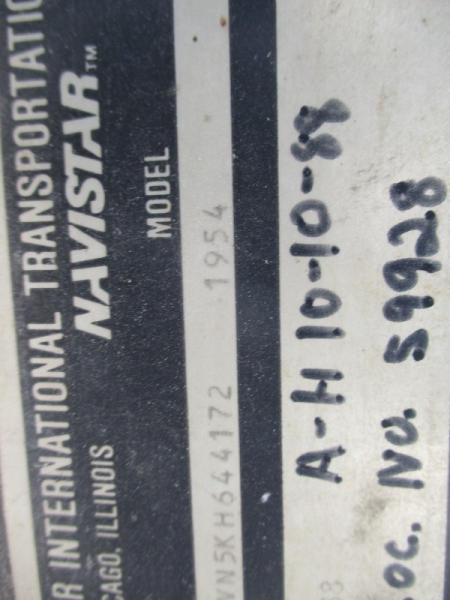 R INTERNATIONAL TRANSPORTATIO
NAVISTAR™
CAGO, ILLINOIS
MODEL
VN5KH644172 1954
A-H 10-10-88
OC. NO. 59928